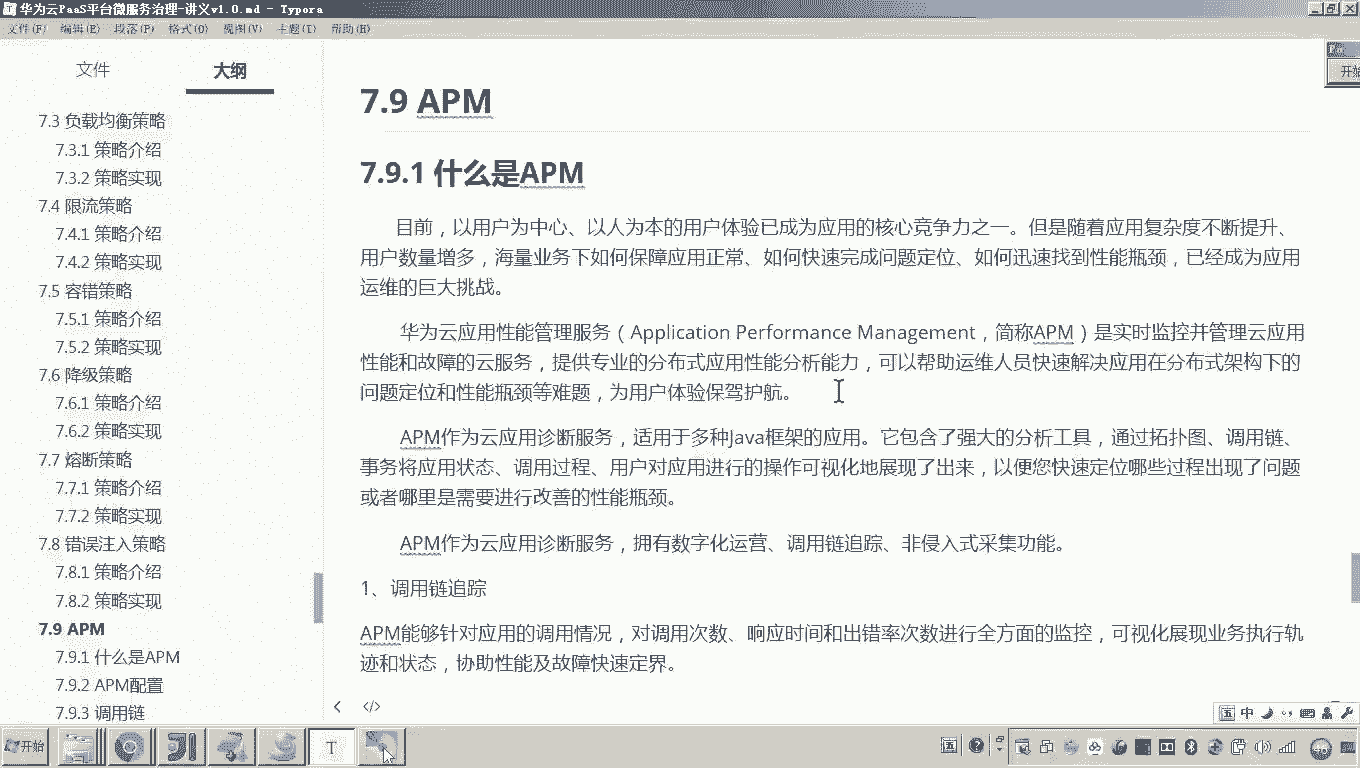 华为云PaaS平台微服务治理-讲义v1.0.md - Typora
文件(F) 编辑(E) 段落(P) 格式(O) 视图(V) 主题(T) 帮助(H)
文件 大纲
7.3 负载均衡策略
7.3.1 策略介绍
7.3.2 策略实现
7.4 限流策略
7.4.1 策略介绍
7.4.2 策略实现
7.5 容错策略
7.5.1 策略介绍
7.5.2 策略实现
7.6 降级策略
7.6.1 策略介绍
7.6.2 策略实现
7.7 熔断策略
7.7.1 策略介绍
7.7.2 策略实现
7.8 错误注入策略
7.8.1 策略介绍
7.8.2 策略实现
7.9 APM
7.9.1 什么是APM
7.9.2 APM配置
7.9.3 调用链
7.9 APM
7.9.1 什么是APM
目前，以用户为中心、以人为本的用户体验已成为应用的核心竞争力之一。但是随着应用复杂度不断提升、
用户数量增多，海量业务下如何保障应用正常、如何快速完成问题定位、如何迅速找到性能瓶颈，已经成为应用
运维的巨大挑战。
华为云应用性能管理服务（Application Performance Management，简称APM）是实时监控并管理云应用
性能和故障的云服务，提供专业的分布式应用性能分析能力，可以帮助运维人员快速解决应用在分布式架构下的
问题定位和性能瓶颈等难题，为用户体验保驾护航。
APM作为云应用诊断服务，适用于多种Java框架的应用。它包含了强大的分析工具，通过拓扑图、调用链、
事务将应用状态、调用过程、用户对应用进行的操作可视化地展现了出来，以便您快速定位哪些过程出现了问题
或者哪里是需要进行改善的性能瓶颈。
APM作为云应用诊断服务，拥有数字化运营、调用链追踪、非侵入式采集功能。
1、调用链追踪
APM能够针对应用的调用情况，对调用次数、响应时间和出错率次数进行全方面的监控，可视化展现业务执行轨
迹和状态，协助性能及故障快速定界。
</>
五 中
开始 T 五